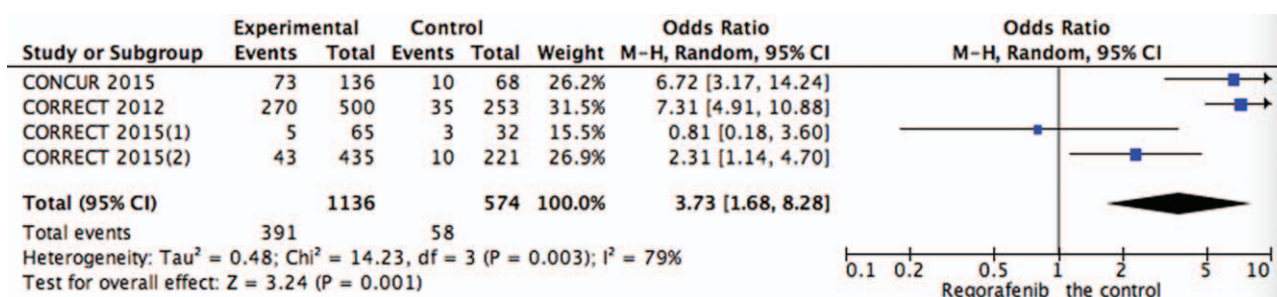 Experimental Control Odds Ratio Odds Ratio
Study or Subgroup Events Total Events Total Weight M-H, Random, 95% CI M-H, Random, 95% CI
CONCUR 2015 73 136 10 68 26.2% 6.72 [3.17, 14.24]
CORRECT 2012 270 500 35 253 31.5% 7.31 [4.91, 10.88]
CORRECT 2015(1) 5 65 3 32 15.5% 0.81 [0.18, 3.60]
CORRECT 2015(2) 43 435 10 221 26.9% 2.31 [1.14, 4.70]
Total (95% CI) 1136 574 100.0% 3.73 [1.68, 8.28]
Total events 391 58
Heterogeneity: Tau² = 0.48; Chi² = 14.23, df = 3 (P = 0.003); I² = 79%
Test for overall effect: Z = 3.24 (P = 0.001)
0.1 0.2 0.5 1 2 5 10
Regorafenib the control